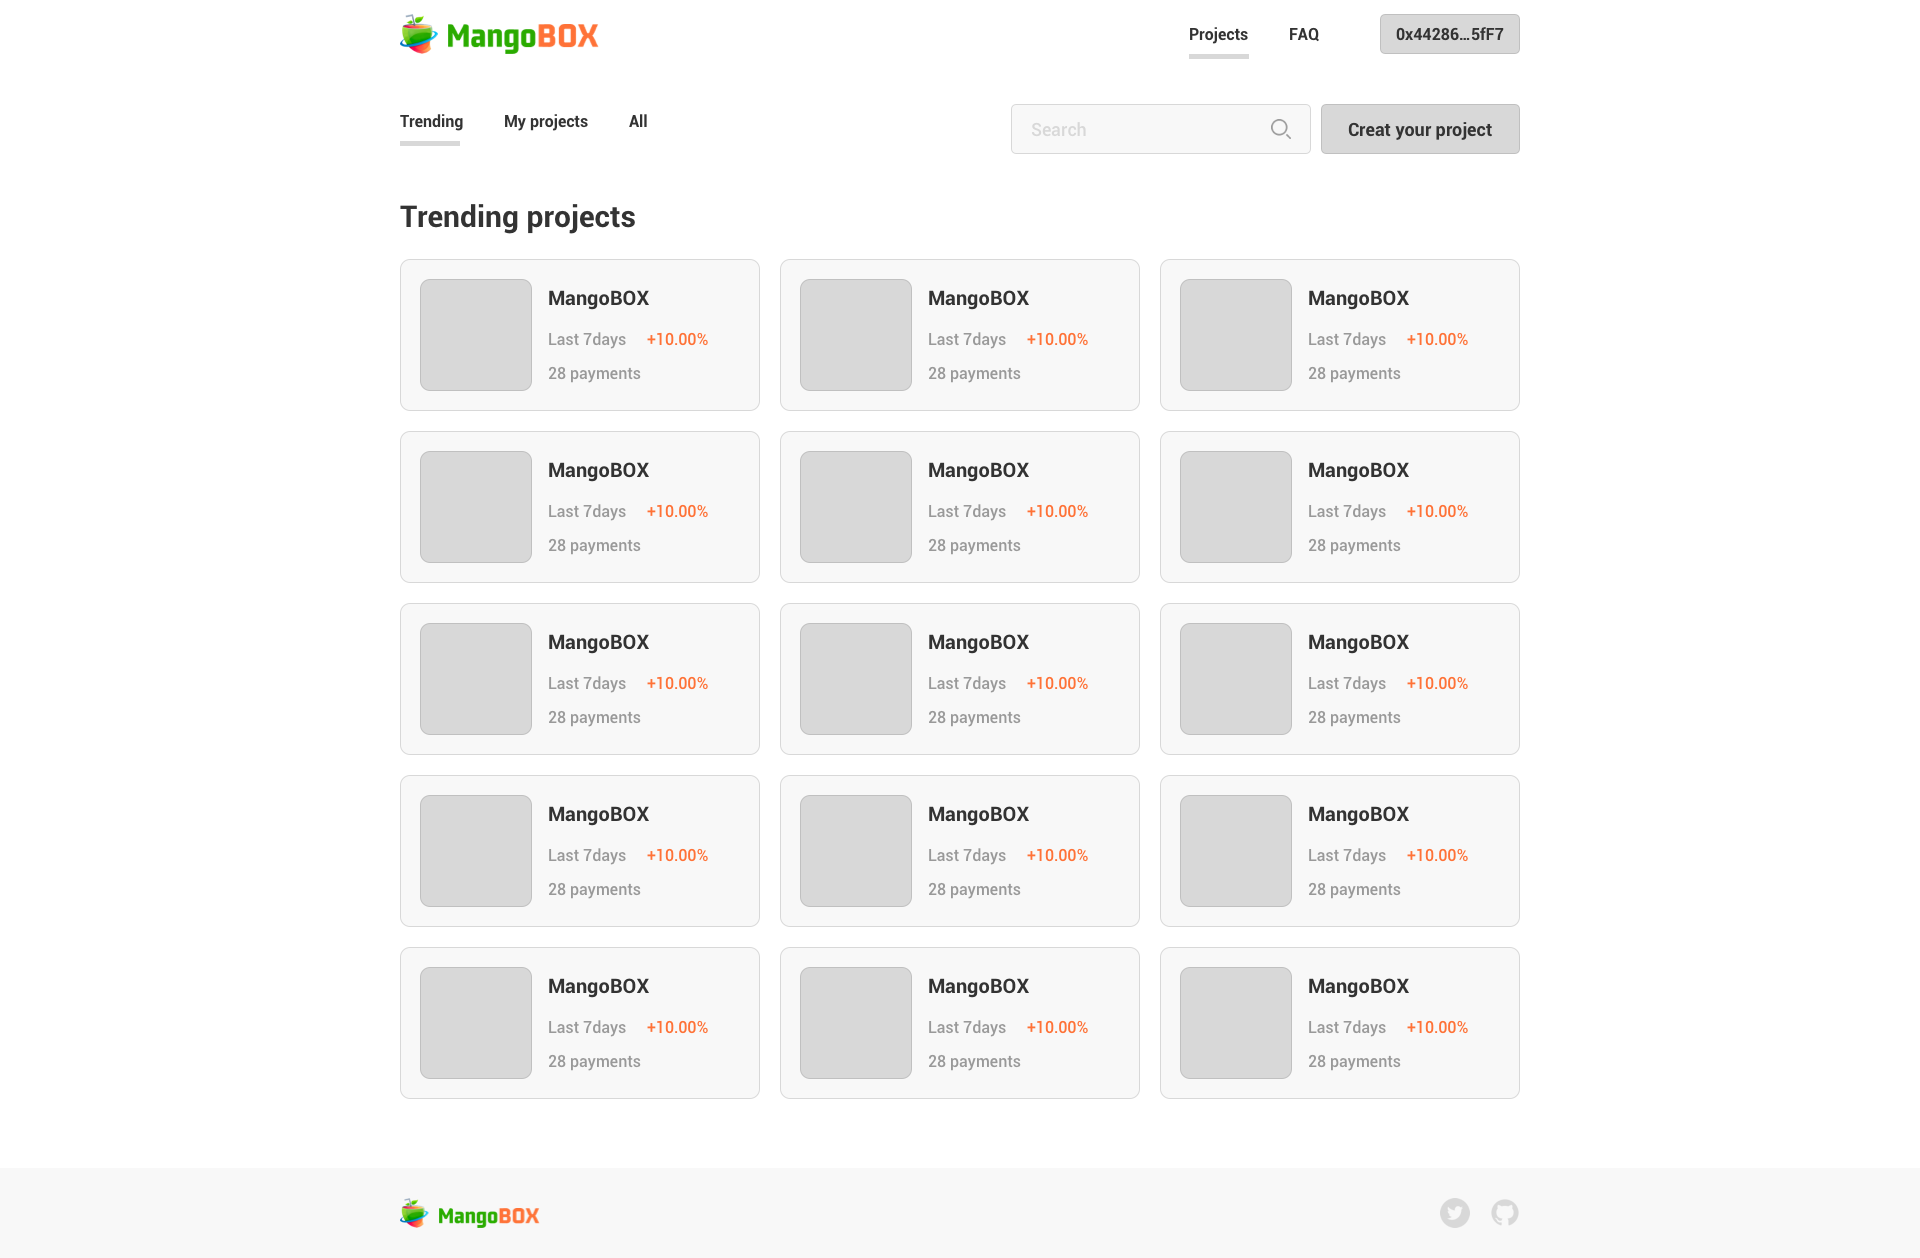 MangoBOX
Projects FAQ 0x44286...5fF7
Trending My projects All
Search
Creat your project
Trending projects
MangoBOX
Last 7days +10.00%
28 payments
MangoBOX
Last 7days +10.00%
28 payments
MangoBOX
Last 7days +10.00%
28 payments
MangoBOX
Last 7days +10.00%
28 payments
MangoBOX
Last 7days +10.00%
28 payments
MangoBOX
Last 7days +10.00%
28 payments
MangoBOX
Last 7days +10.00%
28 payments
MangoBOX
Last 7days +10.00%
28 payments
MangoBOX
Last 7days +10.00%
28 payments
MangoBOX
Last 7days +10.00%
28 payments
MangoBOX
Last 7days +10.00%
28 payments
MangoBOX
Last 7days +10.00%
28 payments
MangoBOX
Last 7days +10.00%
28 payments
MangoBOX
Last 7days +10.00%
28 payments
MangoBOX
Last 7days +10.00%
28 payments
MangoBOX